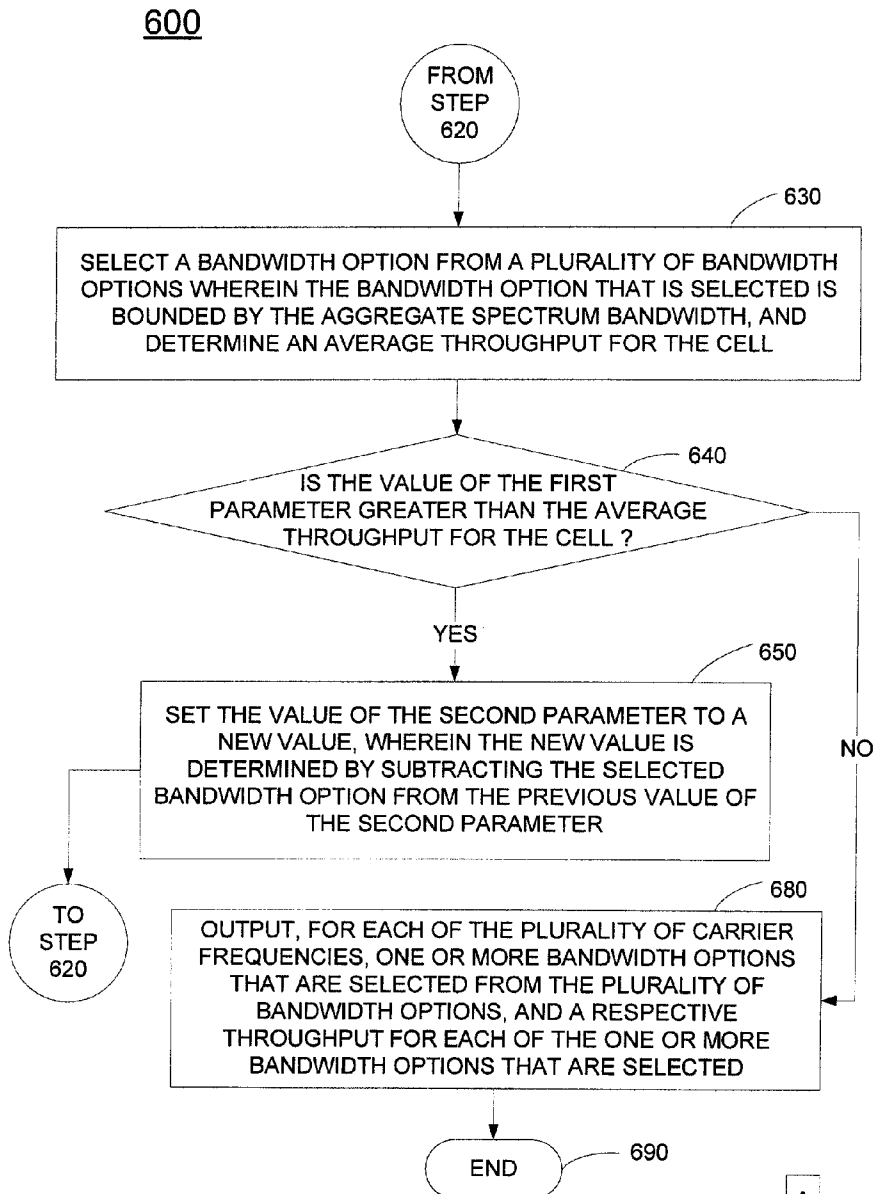 600
FROM
STEP
620
630
SELECT A BANDWIDTH OPTION FROM A PLURALITY OF BANDWIDTH
OPTIONS WHEREIN THE BANDWIDTH OPTION THAT IS SELECTED IS
BOUNDED BY THE AGGREGATE SPECTRUM BANDWIDTH, AND
DETERMINE AN AVERAGE THROUGHPUT FOR THE CELL
640
IS THE VALUE OF THE FIRST
PARAMETER GREATER THAN THE AVERAGE
THROUGHPUT FOR THE CELL ?
YES
650
SET THE VALUE OF THE SECOND PARAMETER TO A
NEW VALUE, WHEREIN THE NEW VALUE IS
DETERMINED BY SUBTRACTING THE SELECTED
BANDWIDTH OPTION FROM THE PREVIOUS VALUE OF
THE SECOND PARAMETER
NO
TO
STEP
620
680
OUTPUT, FOR EACH OF THE PLURALITY OF CARRIER
FREQUENCIES, ONE OR MORE BANDWIDTH OPTIONS
THAT ARE SELECTED FROM THE PLURALITY OF
BANDWIDTH OPTIONS, AND A RESPECTIVE
THROUGHPUT FOR EACH OF THE ONE OR MORE
BANDWIDTH OPTIONS THAT ARE SELECTED
END
690